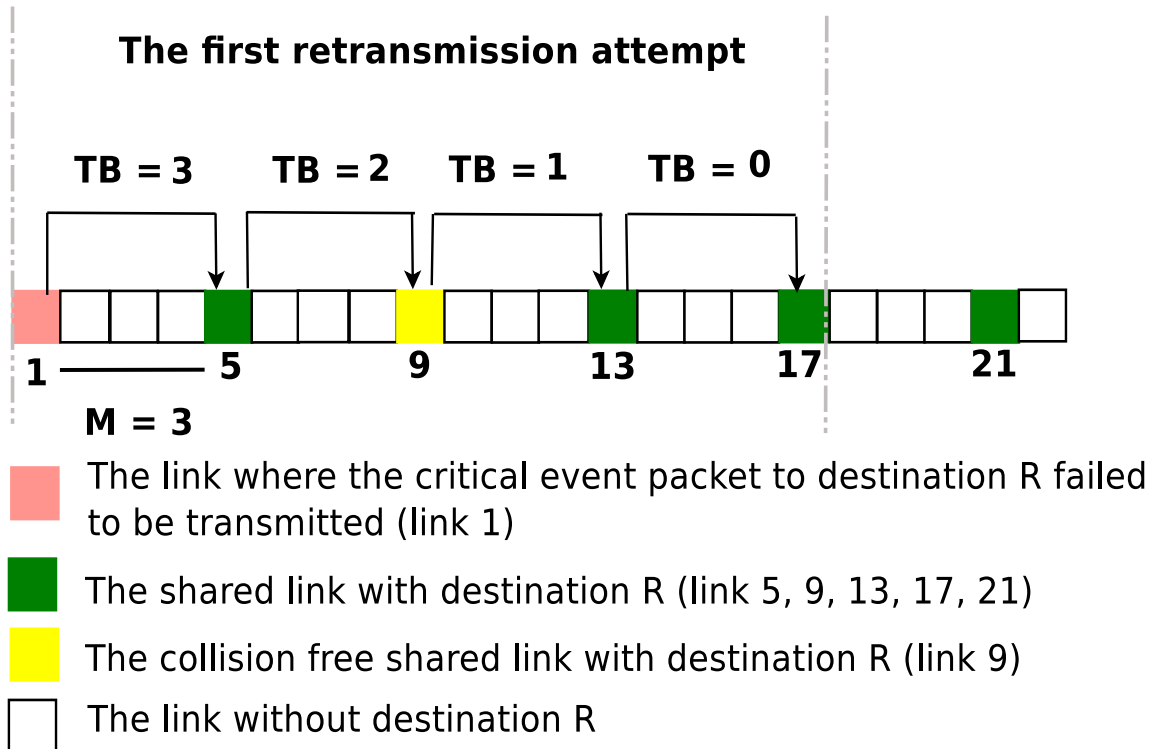 The first retransmission attempt
TB = 3 TB = 2 TB = 1 TB = 0
1 5 9 13 17 21
M = 3
The link where the critical event packet to destination R failed
to be transmitted (link 1)
The shared link with destination R (link 5, 9, 13, 17, 21)
The collision free shared link with destination R (link 9)
The link without destination R